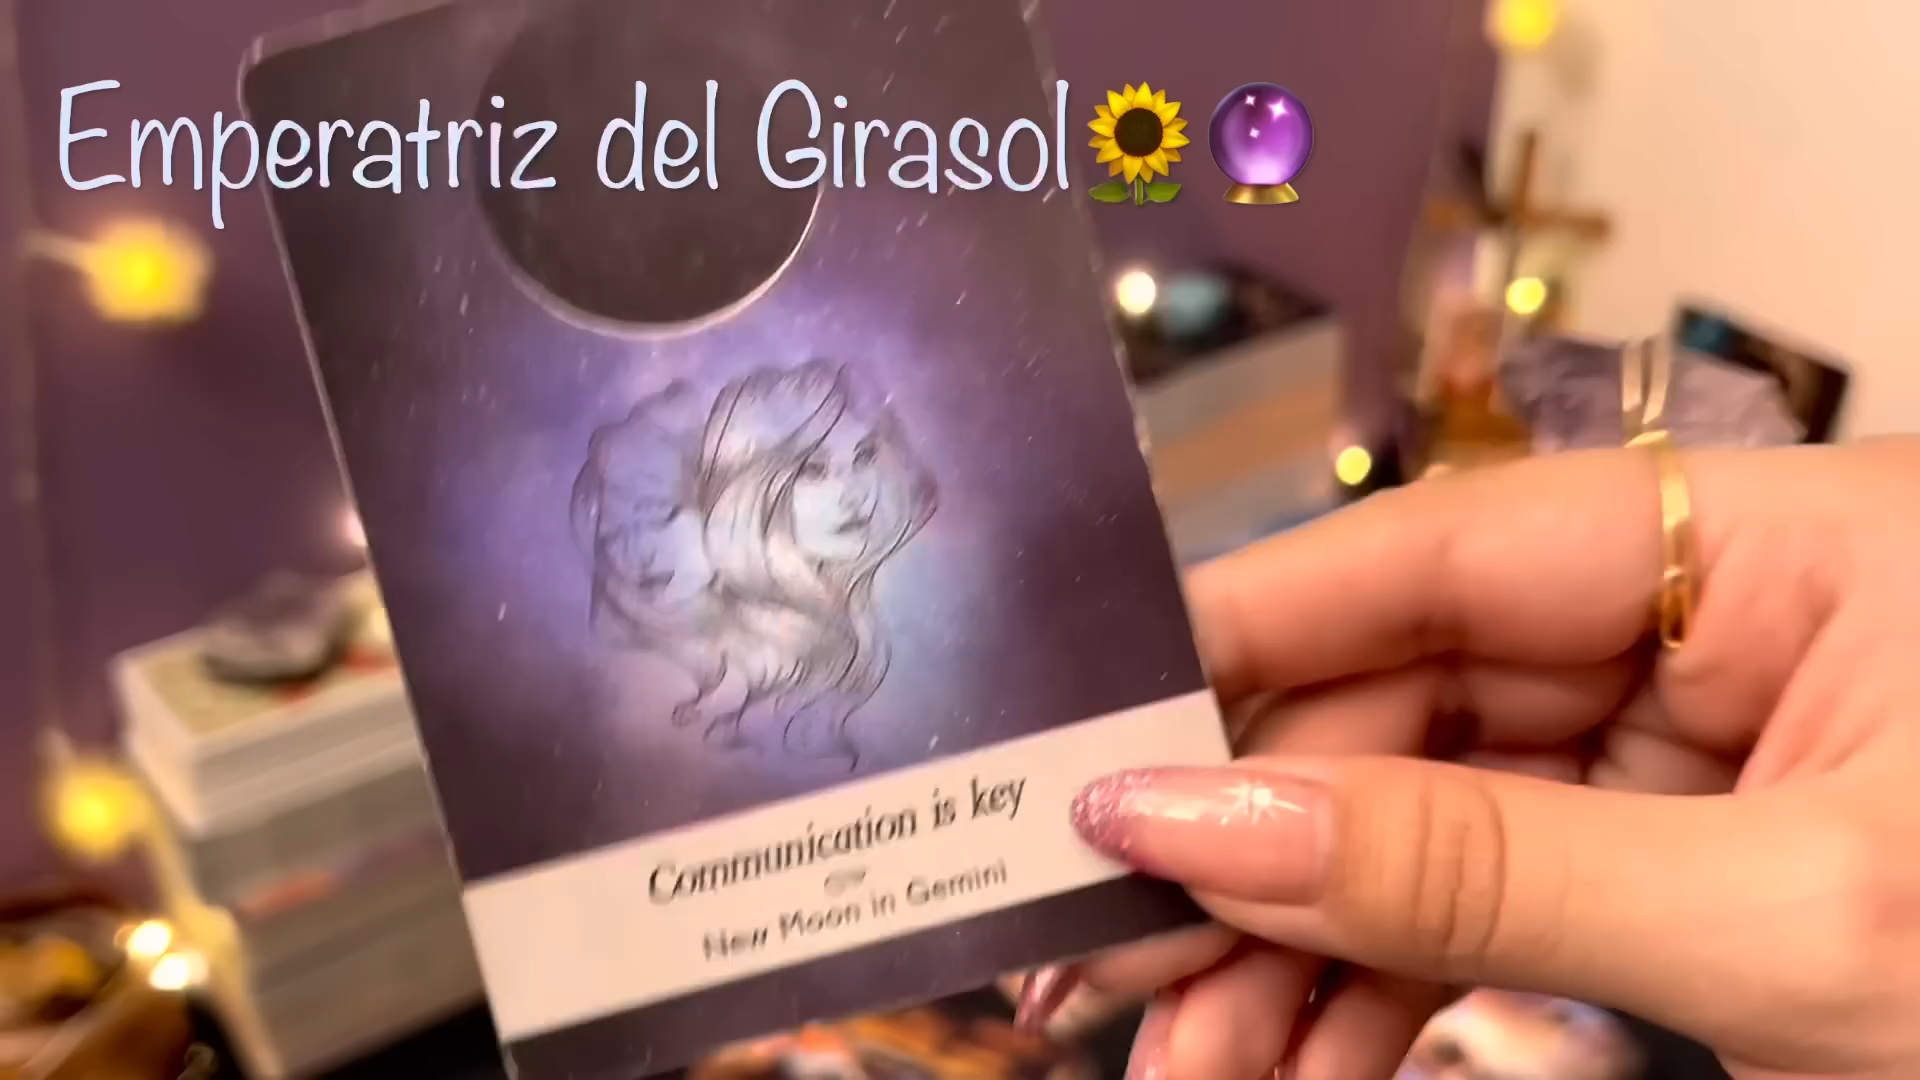 Emperatriz del Girasol🌻🔮
Communication is key
New Moon in Gemini